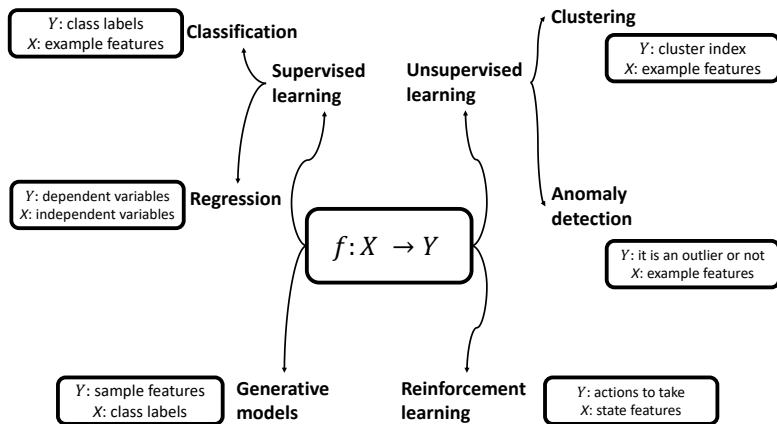 Y: class labels
X: example features
Classification
Supervised
learning
Regression
Y: dependent variables
X: independent variables
Clustering
Y: cluster index
X: example features
Unsupervised
learning
Anomaly
detection
Y: it is an outlier or not
X: example features
f: X → Y
Y: sample features
X: class labels
Generative
models
Reinforcement
learning
Y: actions to take
X: state features